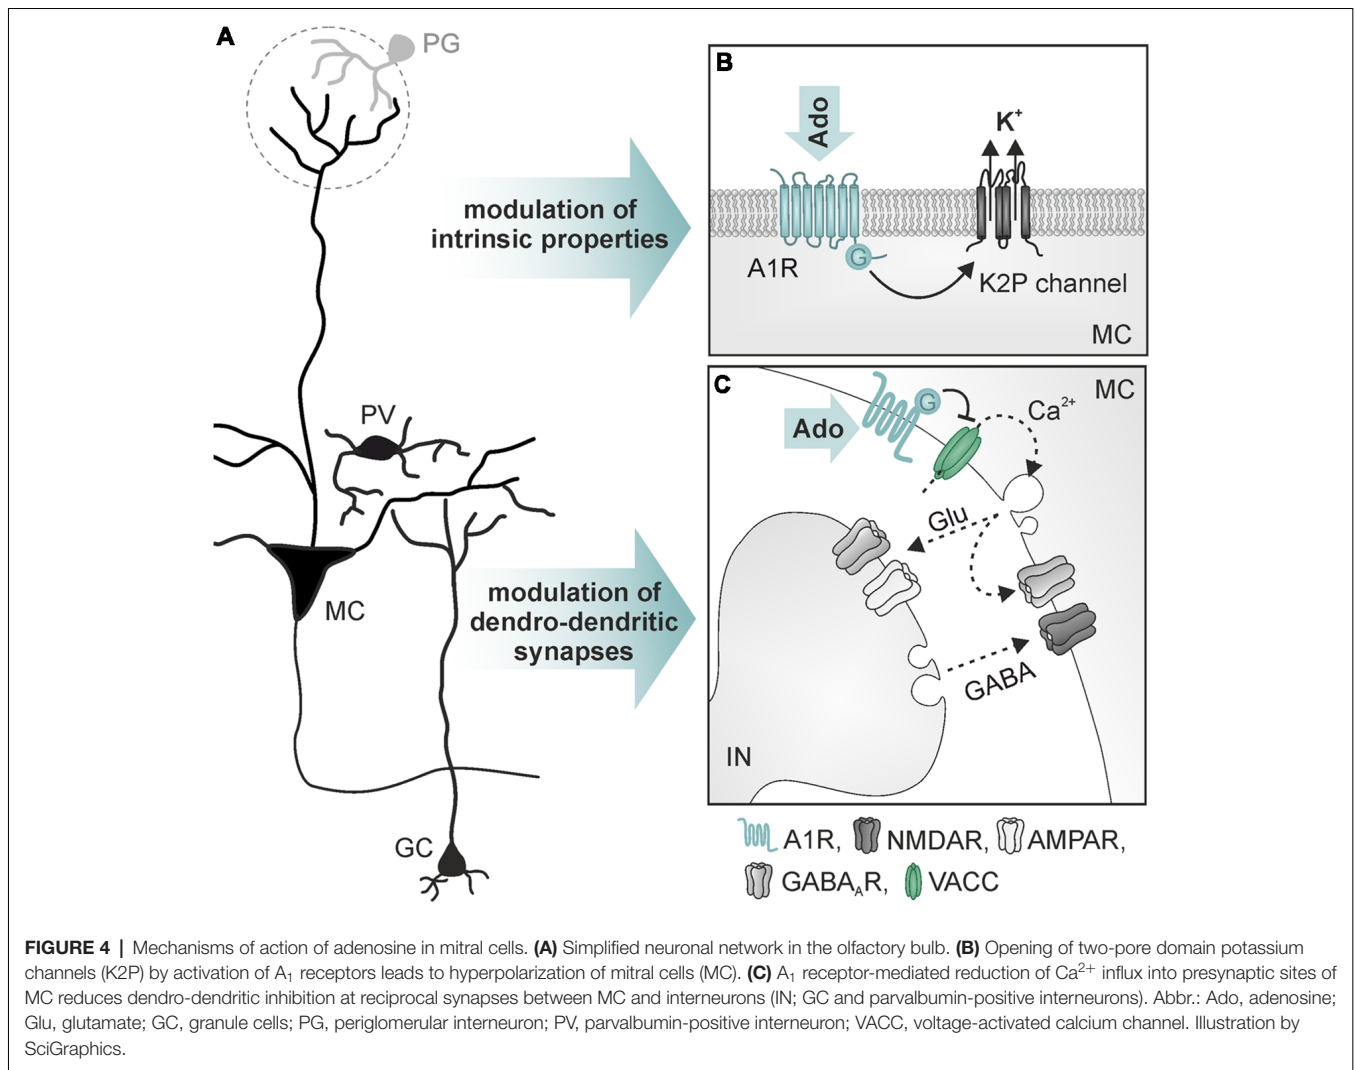 A
PG
modulation of
intrinsic properties
PV
MC
modulation of
dendro-dendritic
synapses
GC
B
Ado
K⁺
A1R
G
K2P channel
MC
C
MC
G
Ado
Ca²⁺
Glu
GABA
IN
A1R, NMDAR, AMPAR,
GABA_AR, VACC
FIGURE 4 | Mechanisms of action of adenosine in mitral cells. (A) Simplified neuronal network in the olfactory bulb. (B) Opening of two-pore domain potassium
channels (K2P) by activation of A₁ receptors leads to hyperpolarization of mitral cells (MC). (C) A₁ receptor-mediated reduction of Ca²⁺ influx into presynaptic sites of
MC reduces dendro-dendritic inhibition at reciprocal synapses between MC and interneurons (IN; GC and parvalbumin-positive interneurons). Abbr.: Ado, adenosine;
Glu, glutamate; GC, granule cells; PG, periglomerular interneuron; PV, parvalbumin-positive interneuron; VACC, voltage-activated calcium channel. Illustration by
SciGraphics.